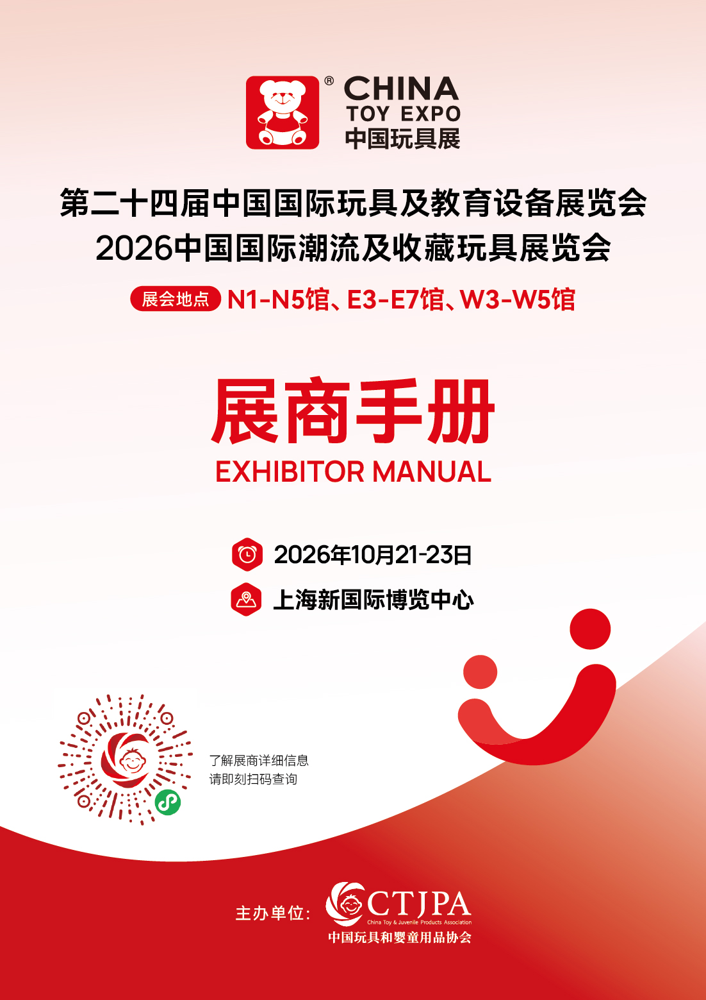 ®
CHINA
TOY EXPO
中国玩具展
第二十四届中国国际玩具及教育设备展览会
2026中国国际潮流及收藏玩具展览会
展会地点 N1-N5馆、E3-E7馆、W3-W5馆
展商手册
EXHIBITOR MANUAL
2026年10月21-23日
上海新国际博览中心
了解展商详细信息
请即刻扫码查询
主办单位:
CTJPA
China Toy & Juvenile Products Association
中国玩具和婴童用品协会